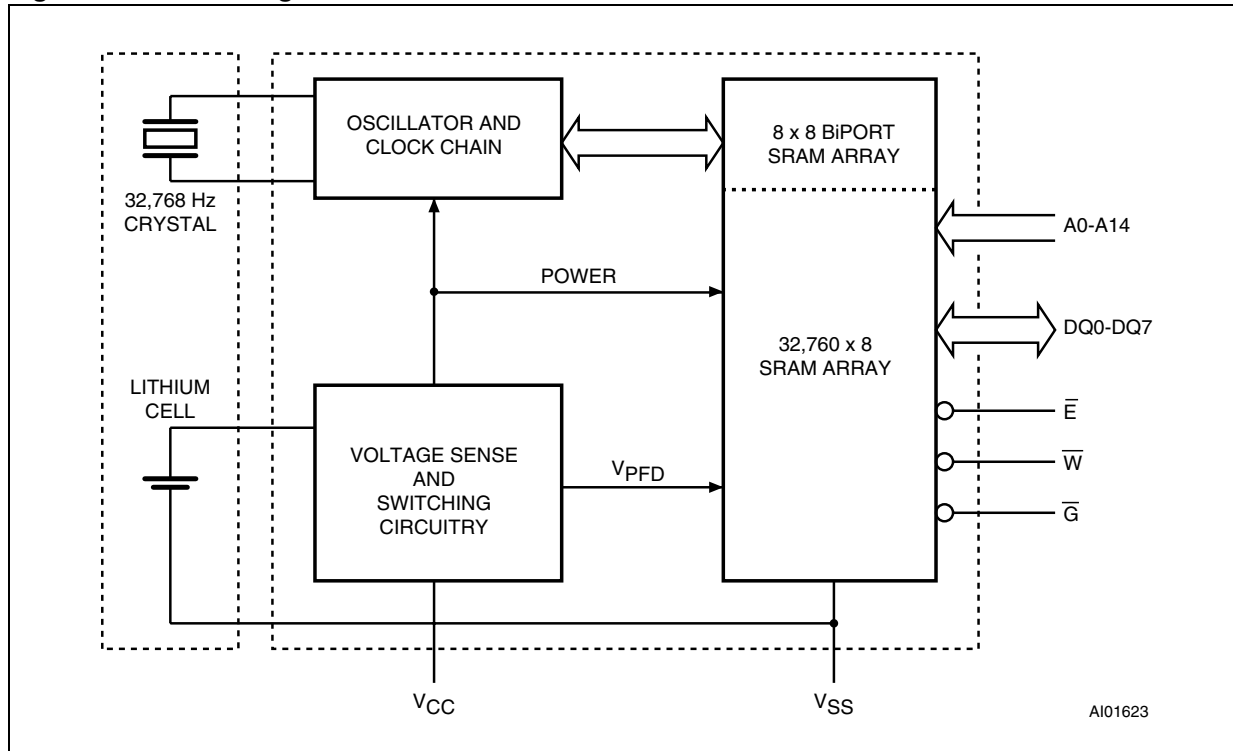 OSCILLATOR AND
CLOCK CHAIN
8 x 8 BiPORT
SRAM ARRAY
32,768 Hz
CRYSTAL
A0-A14
POWER
DQ0-DQ7
32,760 x 8
SRAM ARRAY
LITHIUM
CELL
E̅
VOLTAGE SENSE
AND
SWITCHING
CIRCUITRY
VPFD
W̅
G̅
VCC
VSS
AI01623